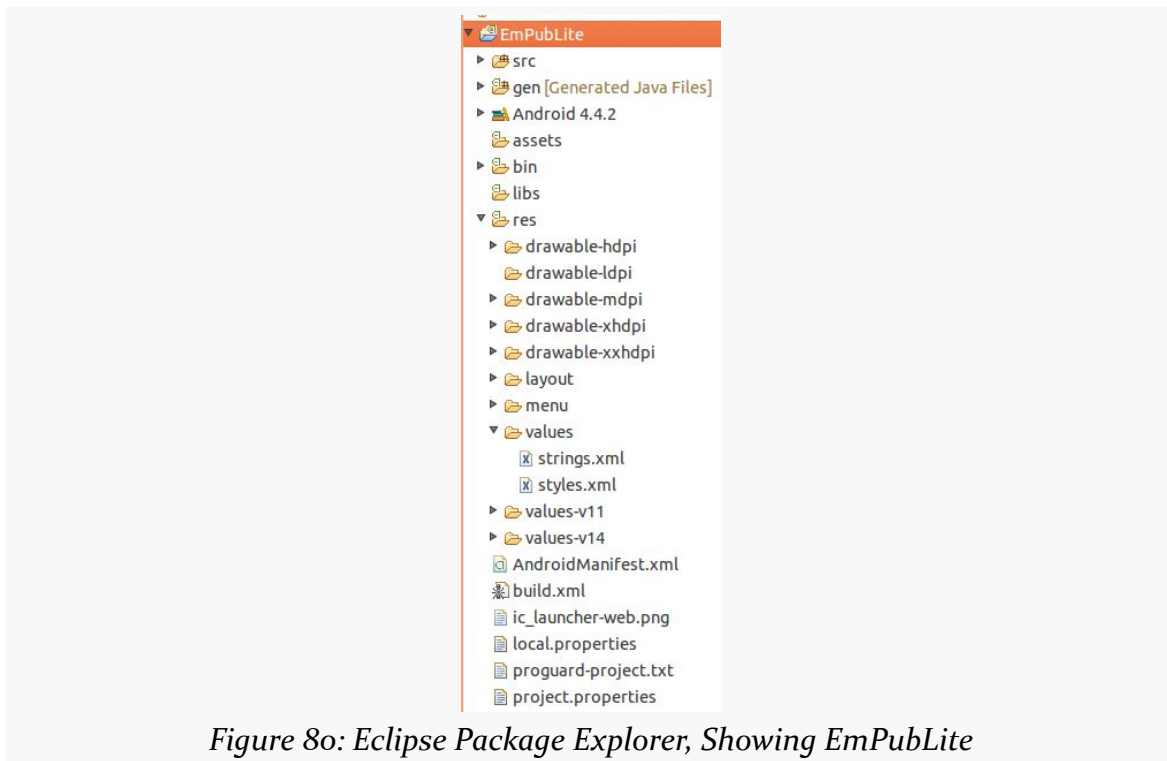 EmPubLite
src
gen [Generated Java Files]
Android 4.4.2
assets
bin
libs
res
drawable-hdpi
drawable-ldpi
drawable-mdpi
drawable-xhdpi
drawable-xxhdpi
layout
menu
values
strings.xml
styles.xml
values-v11
values-v14
AndroidManifest.xml
build.xml
ic_launcher-web.png
local.properties
proguard-project.txt
project.properties
Figure 80: Eclipse Package Explorer, Showing EmPubLite